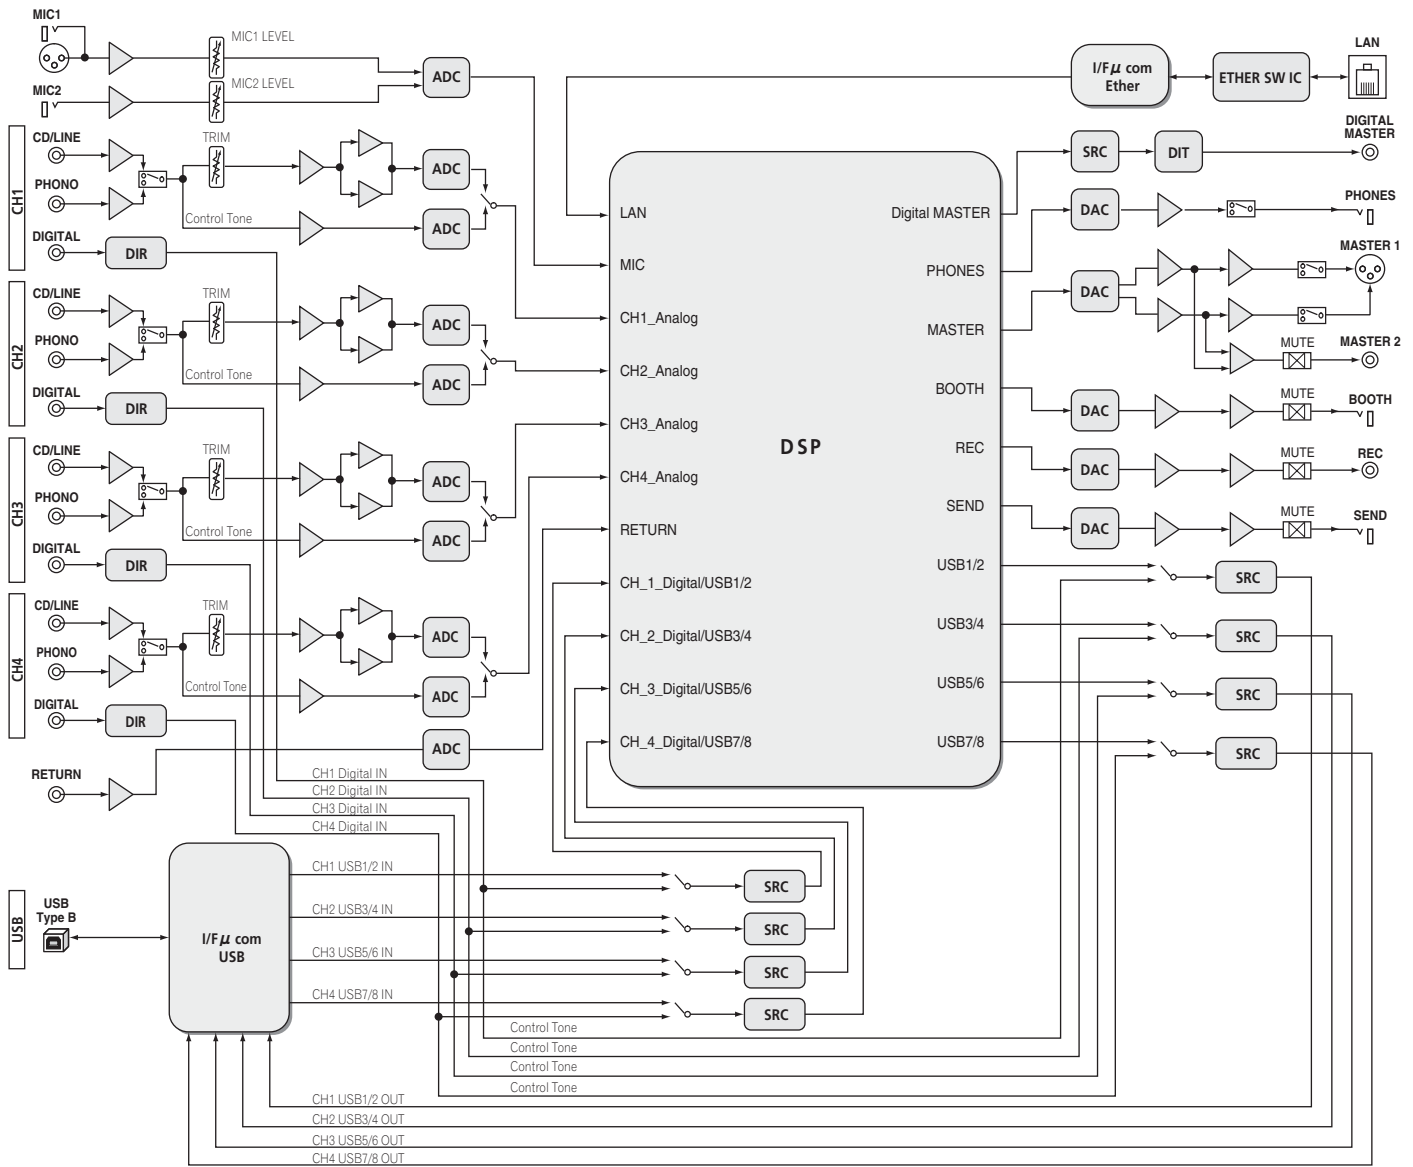 MIC1
MIC1 LEVEL
MIC2 LEVEL
MIC2
ADC
CH1
CD/LINE
TRIM
PHONO
Control Tone
ADC
ADC
DIGITAL
DIR
CH2
CD/LINE
TRIM
PHONO
Control Tone
ADC
ADC
DIGITAL
DIR
CH3
CD/LINE
TRIM
PHONO
Control Tone
ADC
ADC
DIGITAL
DIR
CH4
CD/LINE
TRIM
PHONO
Control Tone
ADC
ADC
DIGITAL
DIR
ADC
RETURN
CH1 Digital IN
CH2 Digital IN
CH3 Digital IN
CH4 Digital IN
DSP
LAN
MIC
CH1_Analog
CH2_Analog
CH3_Analog
CH4_Analog
RETURN
CH_1_Digital/USB1/2
CH_2_Digital/USB3/4
CH_3_Digital/USB5/6
CH_4_Digital/USB7/8
Digital MASTER
PHONES
MASTER
BOOTH
REC
SEND
USB1/2
USB3/4
USB5/6
USB7/8
I/Fμ com
Ether
ETHER SW IC
LAN
SRC
DIT
DIGITAL
MASTER
DAC
PHONES
DAC
MASTER 1
MUTE
MASTER 2
DAC
MUTE
BOOTH
DAC
MUTE
REC
DAC
MUTE
SEND
SRC
SRC
SRC
SRC
USB
USB
Type B
I/Fμ com
USB
CH1 USB1/2 IN
CH2 USB3/4 IN
CH3 USB5/6 IN
CH4 USB7/8 IN
SRC
SRC
SRC
SRC
Control Tone
Control Tone
Control Tone
Control Tone
CH1 USB1/2 OUT
CH2 USB3/4 OUT
CH3 USB5/6 OUT
CH4 USB7/8 OUT